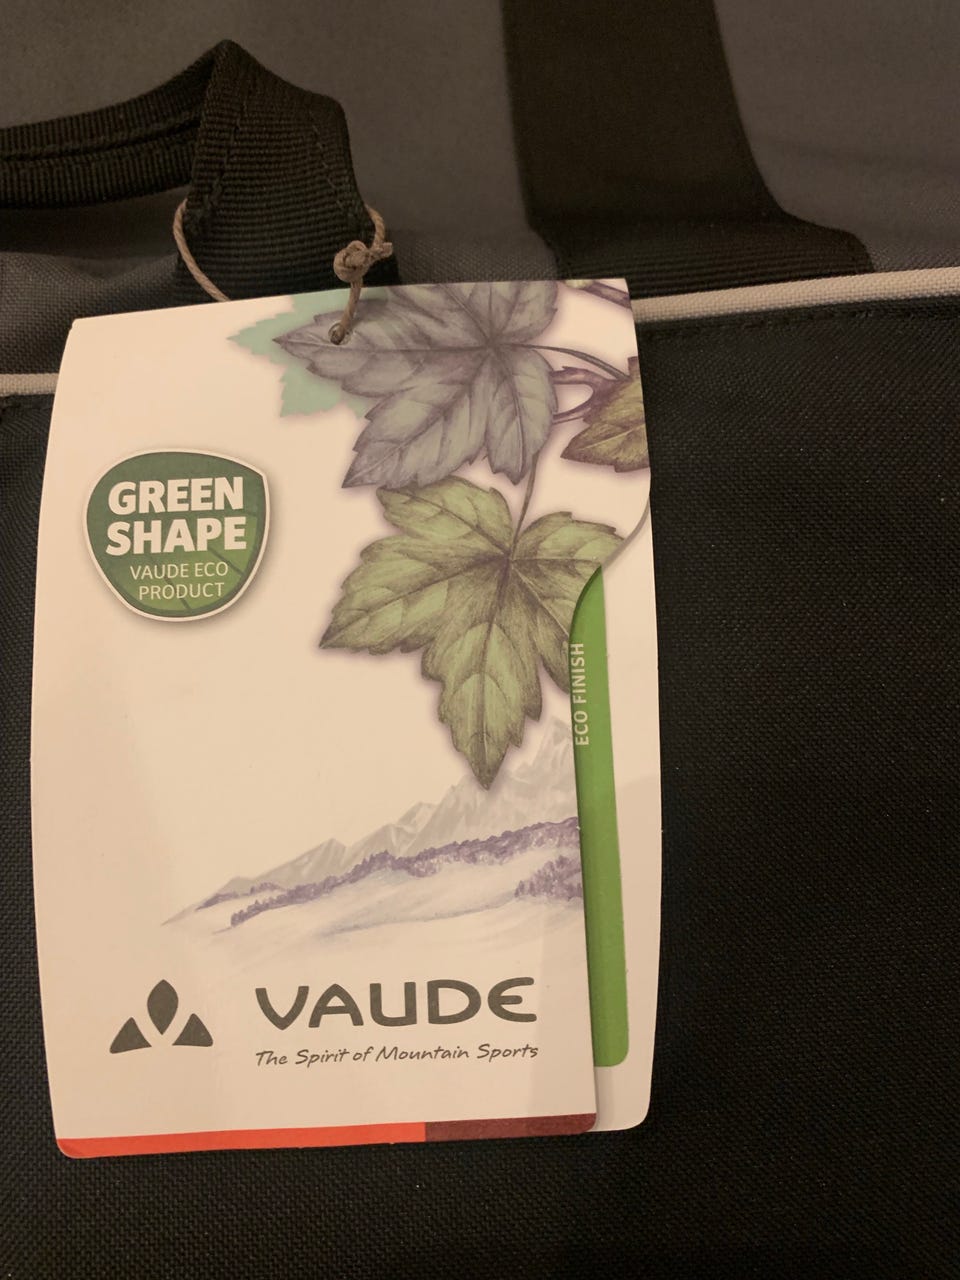 GREEN
SHAPE
VAUDE ECO
PRODUCT
ECO FINISH
VAUDE
The Spirit of Mountain Sports